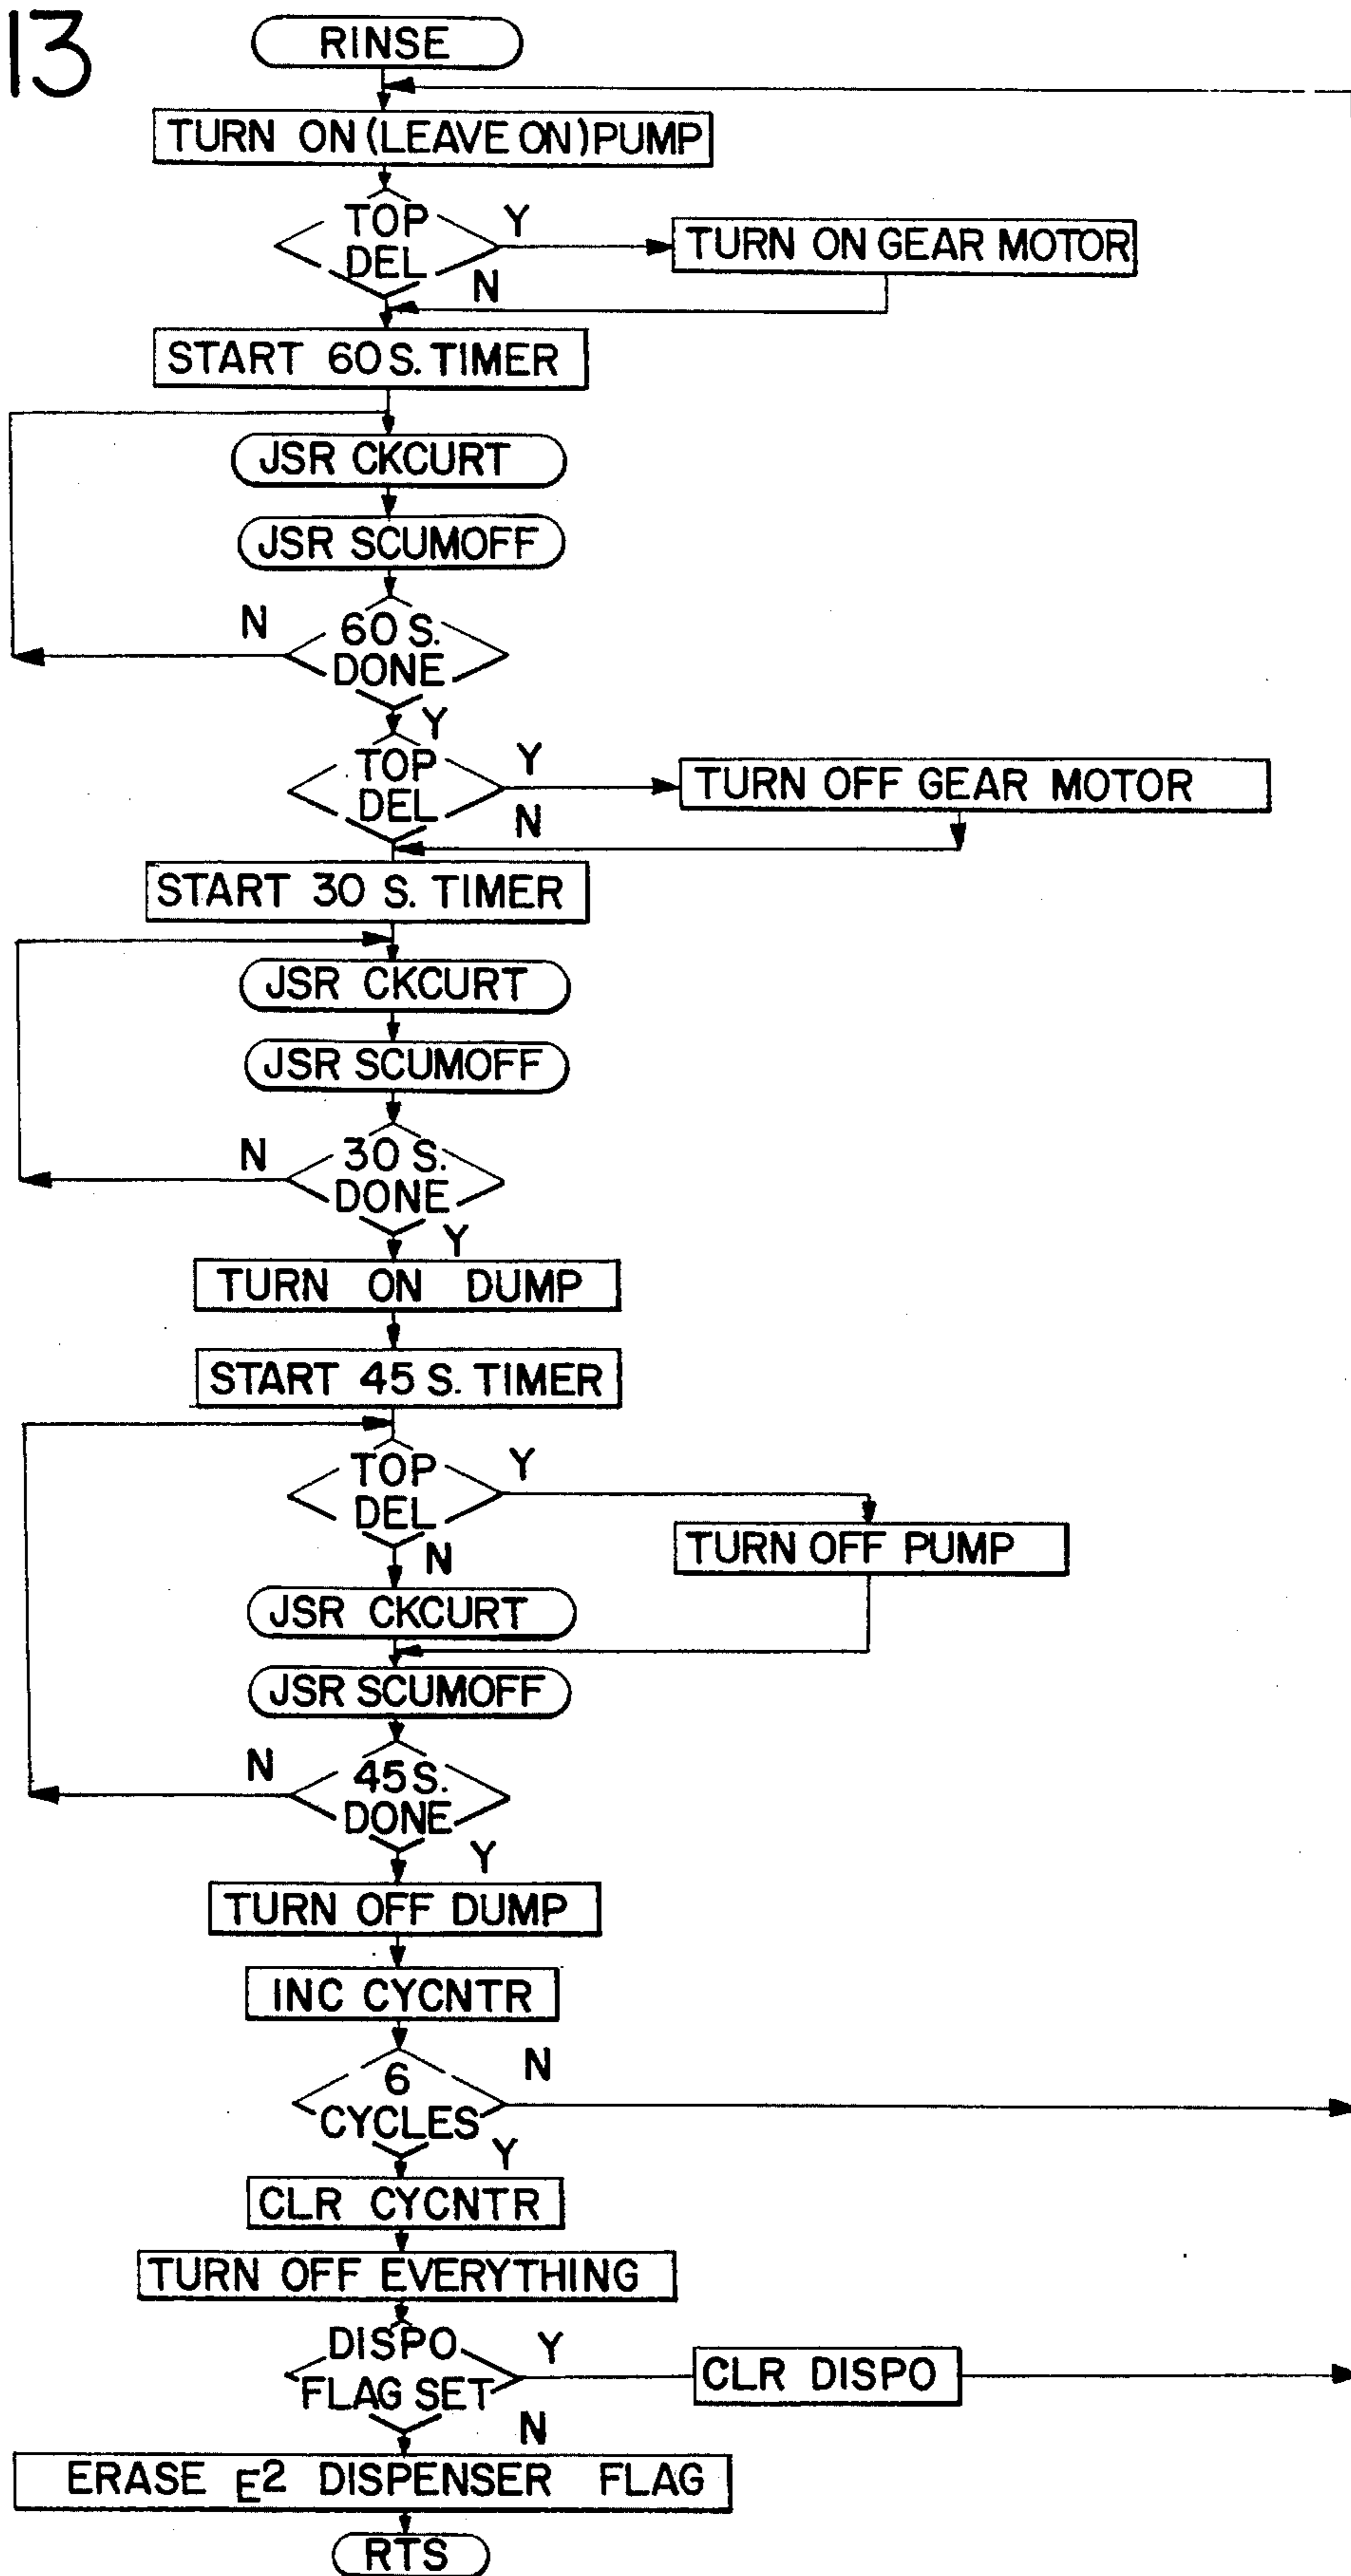 13
RINSE
TURN ON (LEAVE ON) PUMP
TOP
DEL
Y
N
TURN ON GEAR MOTOR
START 60 S. TIMER
JSR CKCURT
JSR SCUMOFF
N
60 S.
DONE
Y
TOP
DEL
Y
N
TURN OFF GEAR MOTOR
START 30 S. TIMER
JSR CKCURT
JSR SCUMOFF
N
30 S.
DONE
Y
TURN ON DUMP
START 45 S. TIMER
TOP
DEL
Y
N
TURN OFF PUMP
JSR CKCURT
JSR SCUMOFF
N
45 S.
DONE
Y
TURN OFF DUMP
INC CYCNTR
6
CYCLES
N
Y
CLR CYCNTR
TURN OFF EVERYTHING
DISPO
FLAG SET
Y
N
CLR DISPO
ERASE E² DISPENSER FLAG
RTS